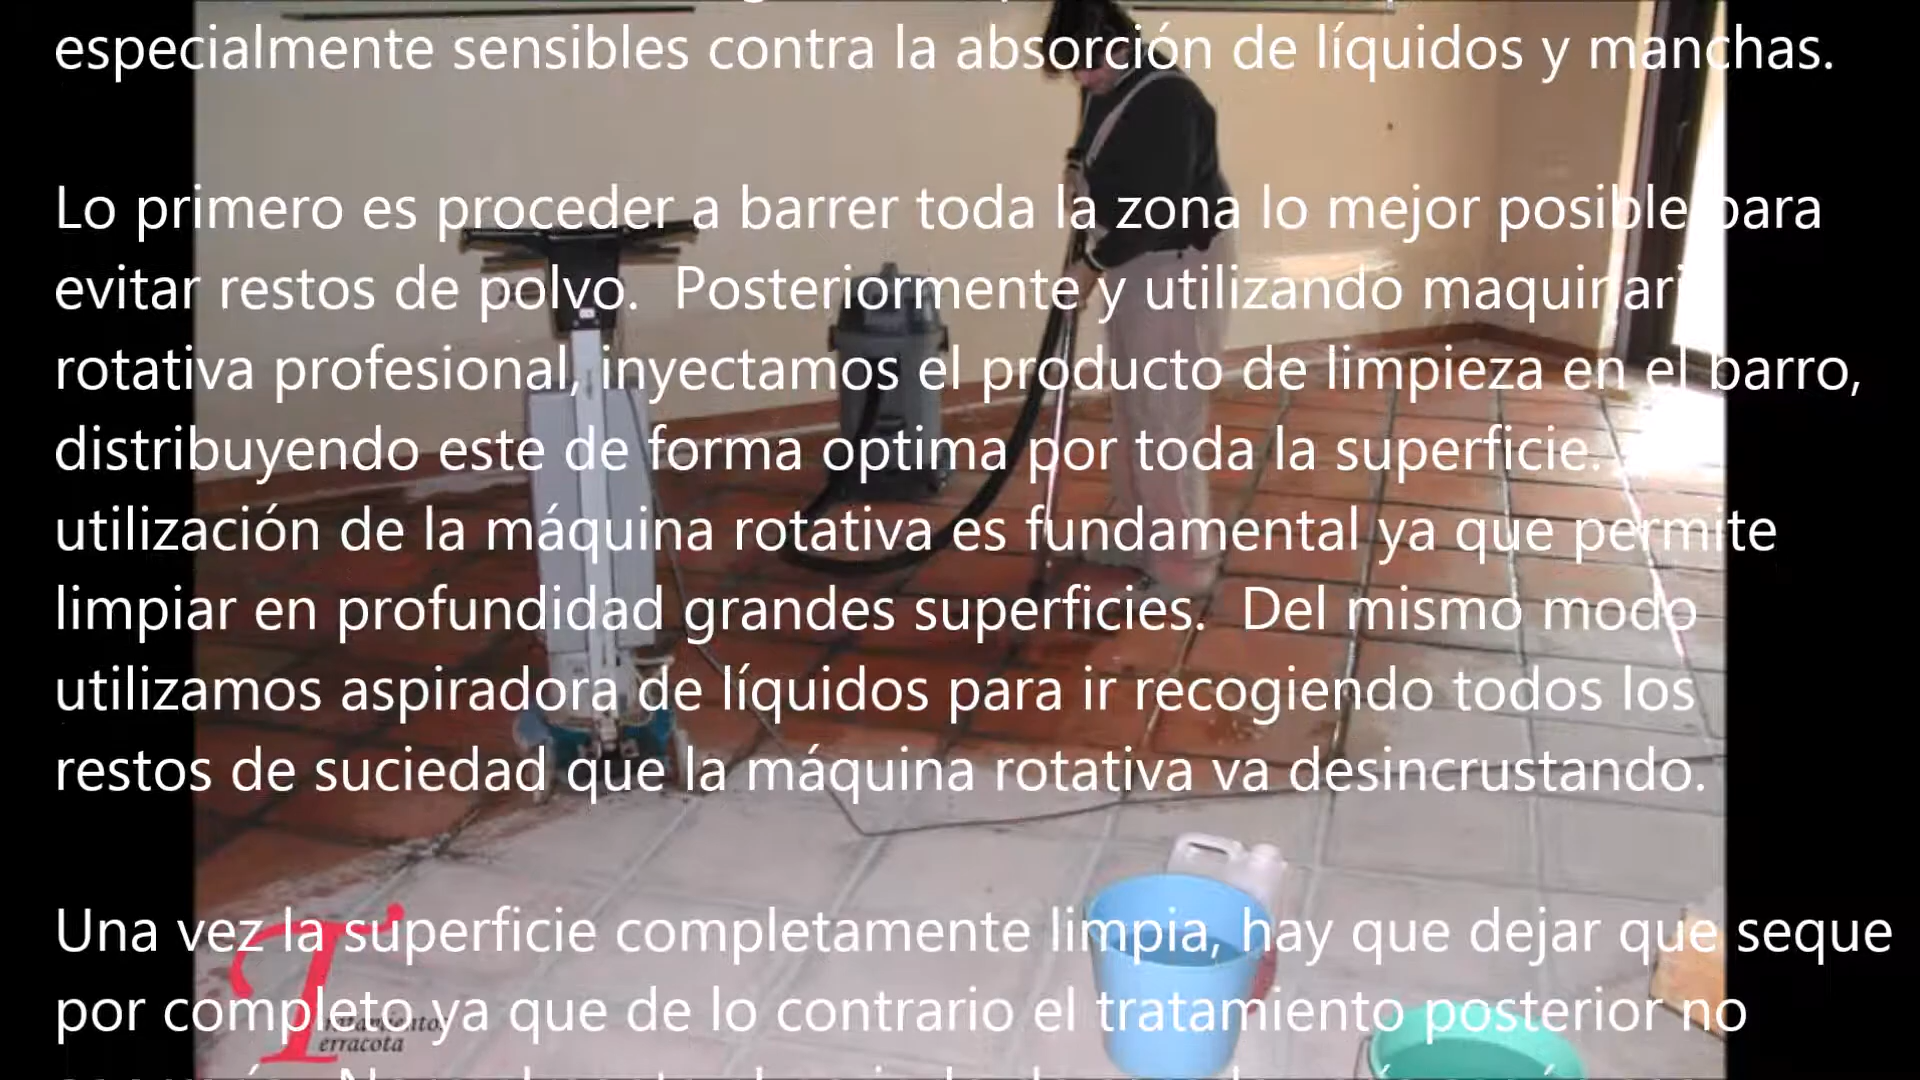 especialmente sensibles contra la absorción de líquidos y manchas.
Lo primero es proceder a barrer toda la zona lo mejor posible para
evitar restos de polvo. Posteriormente y utilizando maquinari
rotativa profesional, inyectamos el producto de limpieza en el barro,
distribuyendo este de forma optima por toda la superficie.
utilización de la máquina rotativa es fundamental ya que permite
limpiar en profundidad grandes superficies. Del mismo modo
utilizamos aspiradora de líquidos para ir recogiendo todos los
restos de suciedad que la máquina rotativa va desincrustando.
Una vez la superficie completamente limpia, hay que dejar que seque
por completo ya que de lo contrario el tratamiento posterior no
Tratamientos
Terracota